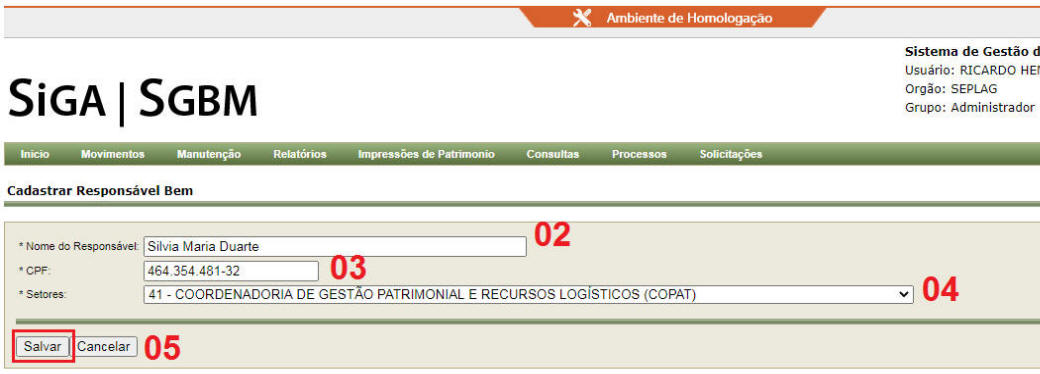 Ambiente de Homologação
Sistema de Gestão d
Usuário: RICARDO HEN
Orgão: SEPLAG
Grupo: Administrador
SiGA | SGBM
Inicio Movimentos Manutenção Relatórios Impressões de Patrimonio Consultas Processos Solicitações
Cadastrar Responsável Bem
* Nome do Responsável: Silvia Maria Duarte 02
* CPF: 464.354.481-32 03
* Setores: 41 - COORDENADORIA DE GESTÃO PATRIMONIAL E RECURSOS LOGÍSTICOS (COPAT) 04
Salvar Cancelar 05